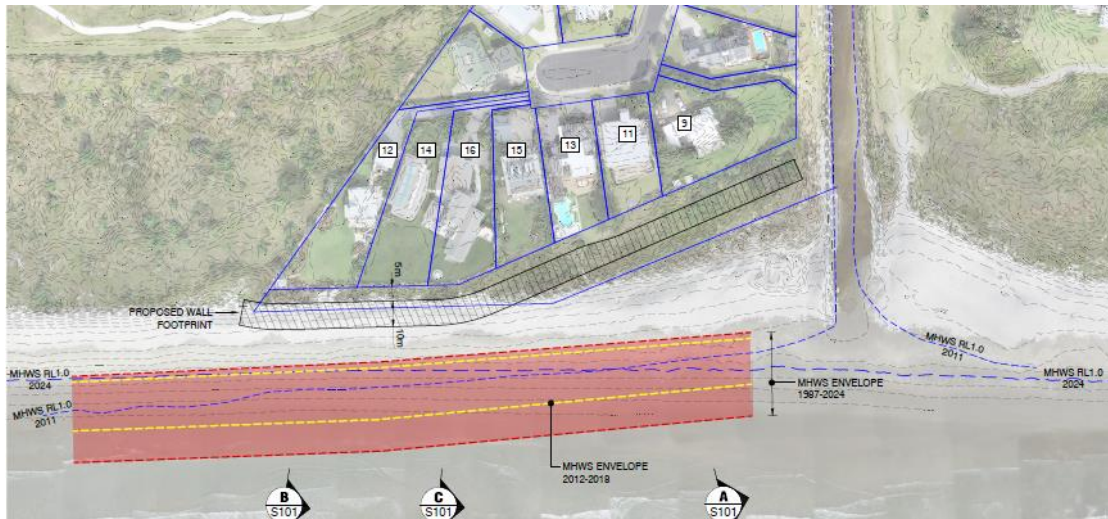 9
11
13
15
16
14
12
5m
PROPOSED WALL
FOOTPRINT
10m
MHWS RL1.0
2024
MHWS RL1.0
2011
MHWS RL1.0
2011
MHWS RL1.0
2024
MHWS ENVELOPE
1987-2024
MHWS ENVELOPE
2012-2018
B
S101
C
S101
A
S101